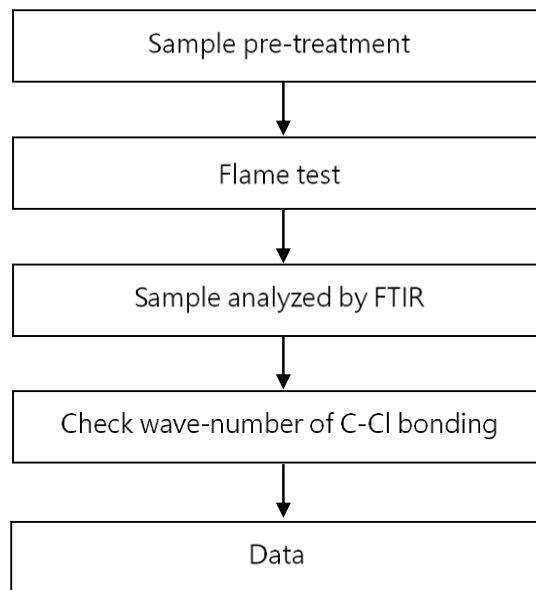 Sample pre-treatment
Flame test
Sample analyzed by FTIR
Check wave-number of C-Cl bonding
Data